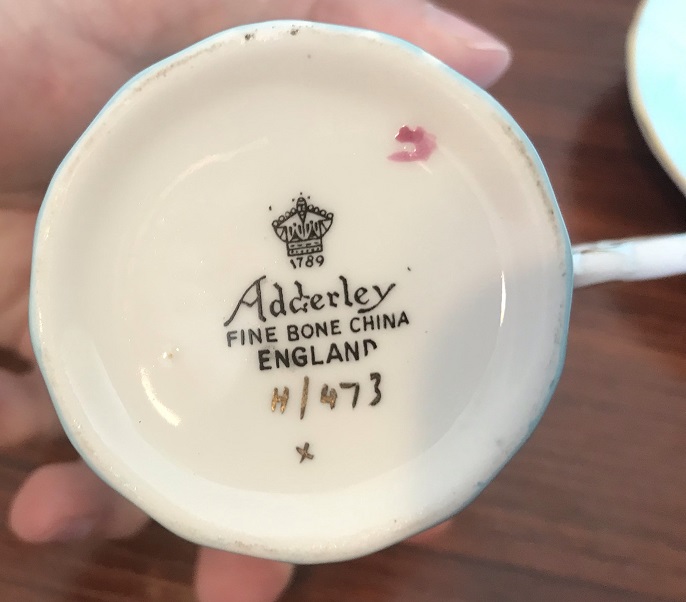 1789
Adderley
FINE BONE CHINA
ENGLAND
H/473
x